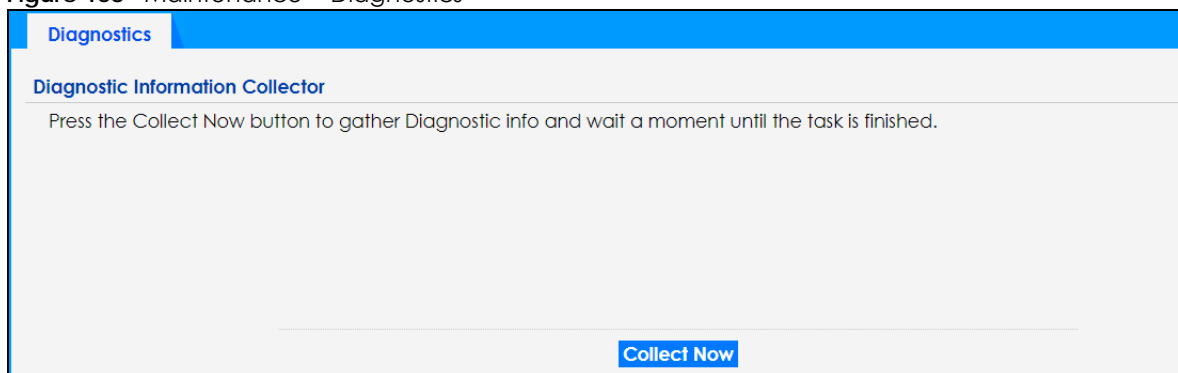 Diagnostics
Diagnostic Information Collector
Press the Collect Now button to gather Diagnostic info and wait a moment until the task is finished.
Collect Now